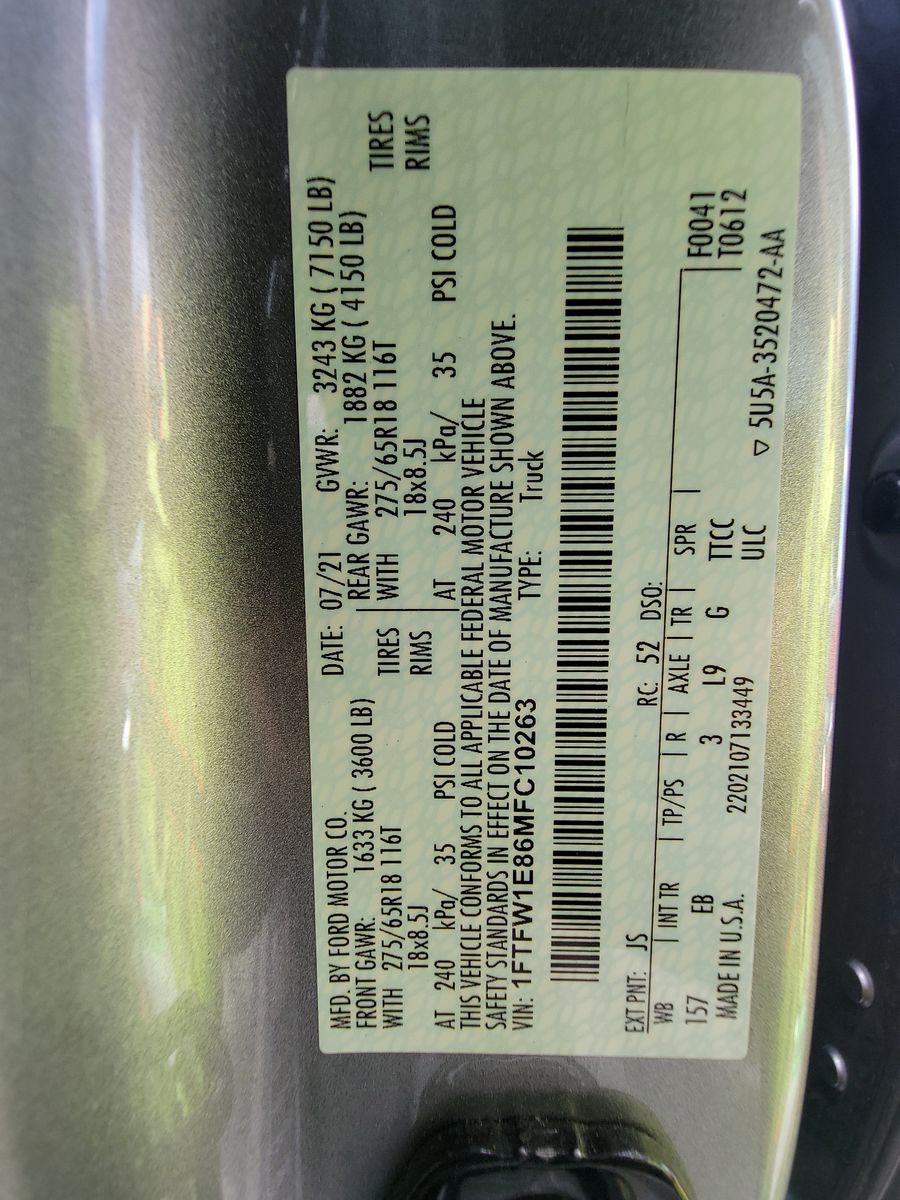 MFD. BY FORD MOTOR CO. DATE: 07/21 GVWR: 3243 KG ( 7150 LB)
FRONT GAWR: 1633 KG ( 3600 LB) REAR GAWR: 1882 KG ( 4150 LB)
WITH 275/65R18 116T TIRES WITH 275/65R18 116T TIRES
18x8.5J RIMS 18x8.5J RIMS
AT 240 kPa/ 35 PSI COLD AT 240 kPa/ 35 PSI COLD
THIS VEHICLE CONFORMS TO ALL APPLICABLE FEDERAL MOTOR VEHICLE
SAFETY STANDARDS IN EFFECT ON THE DATE OF MANUFACTURE SHOWN ABOVE.
VIN: 1FTFW1E86MFC10263 TYPE: Truck
EXT PNT: JS RC: 52 DSO:
WB INT TR TP/PS R AXLE TR SPR F0041
157 EB 3 L9 G TTCC T0612
ULC
MADE IN U.S.A. 2202107133449 ▽ 5U5A-3520472-AA